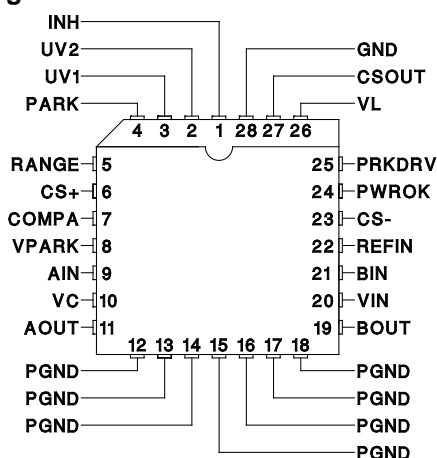 INH
UV2 GND
UV1 CSOUT
PARK VL
4 3 2 1 28 27 26
RANGE 5 25 PRKDRV
CS+ 6 24 PWROK
COMPA 7 23 CS-
VPARK 8 22 REFIN
AIN 9 21 BIN
VC 10 20 VIN
AOUT 11 19 BOUT
12 13 14 15 16 17 18
PGND PGND
PGND PGND
PGND PGND
PGND